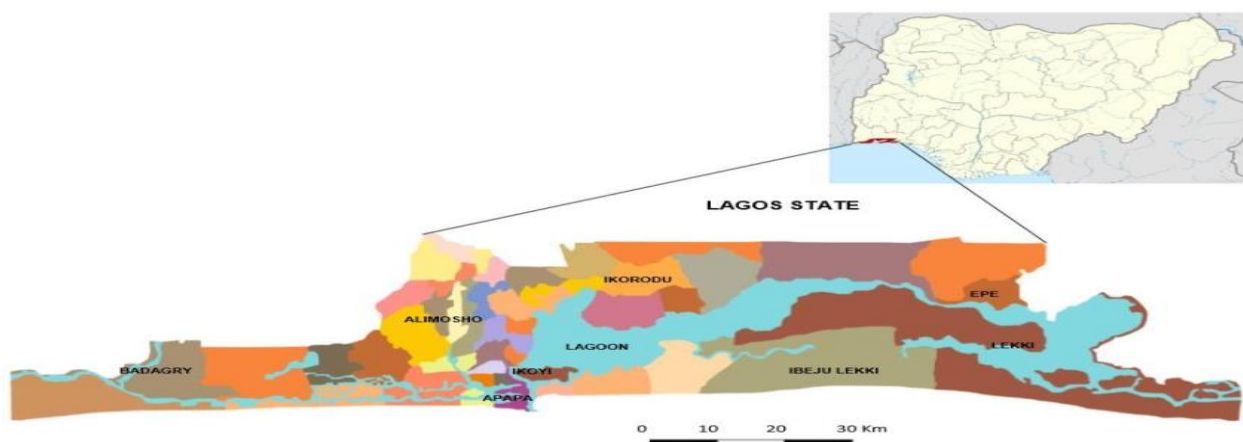 LAGOS STATE
IKORODU
EPE
ALIMOSHO
LAGOON
LEKKI
BADAGRY
IKOYI
IBEJU LEKKI
APAPA
0 10 20 30 Km